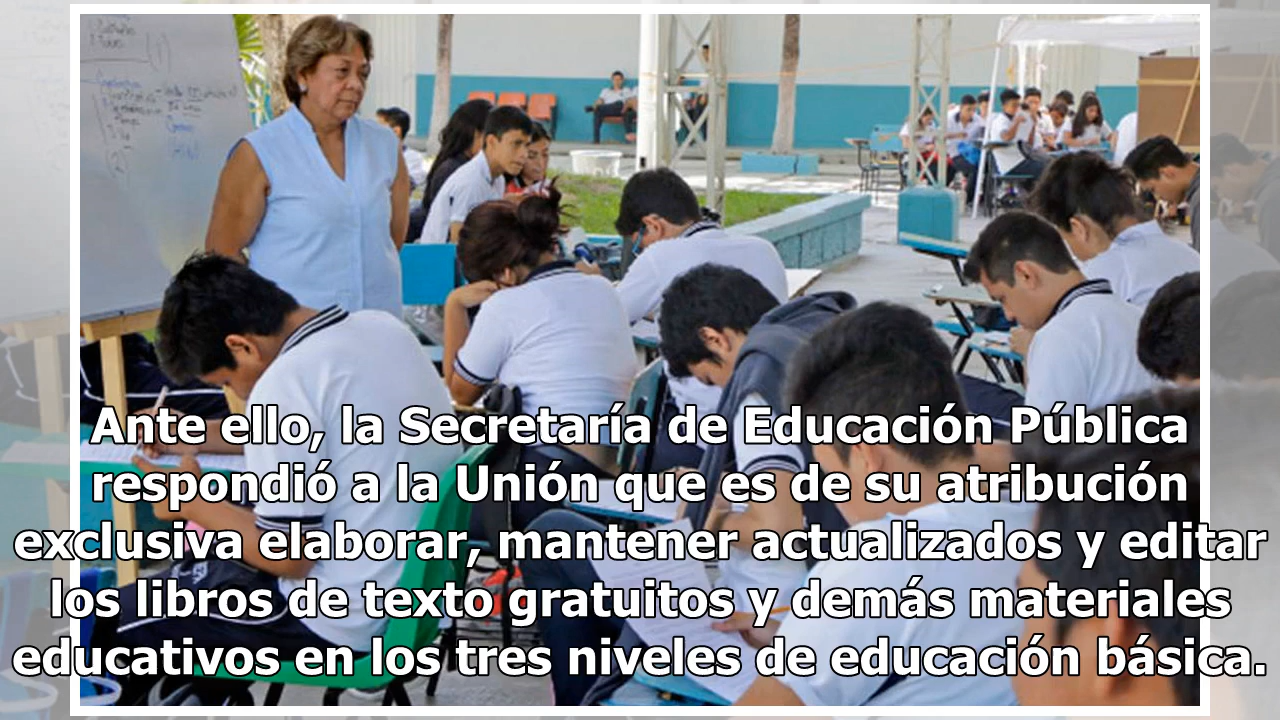 Ante ello, la Secretaría de Educación Pública
respondió a la Unión que es de su atribución
exclusiva elaborar, mantener actualizados y editar
los libros de texto gratuitos y demás materiales
educativos en los tres niveles de educación básica.